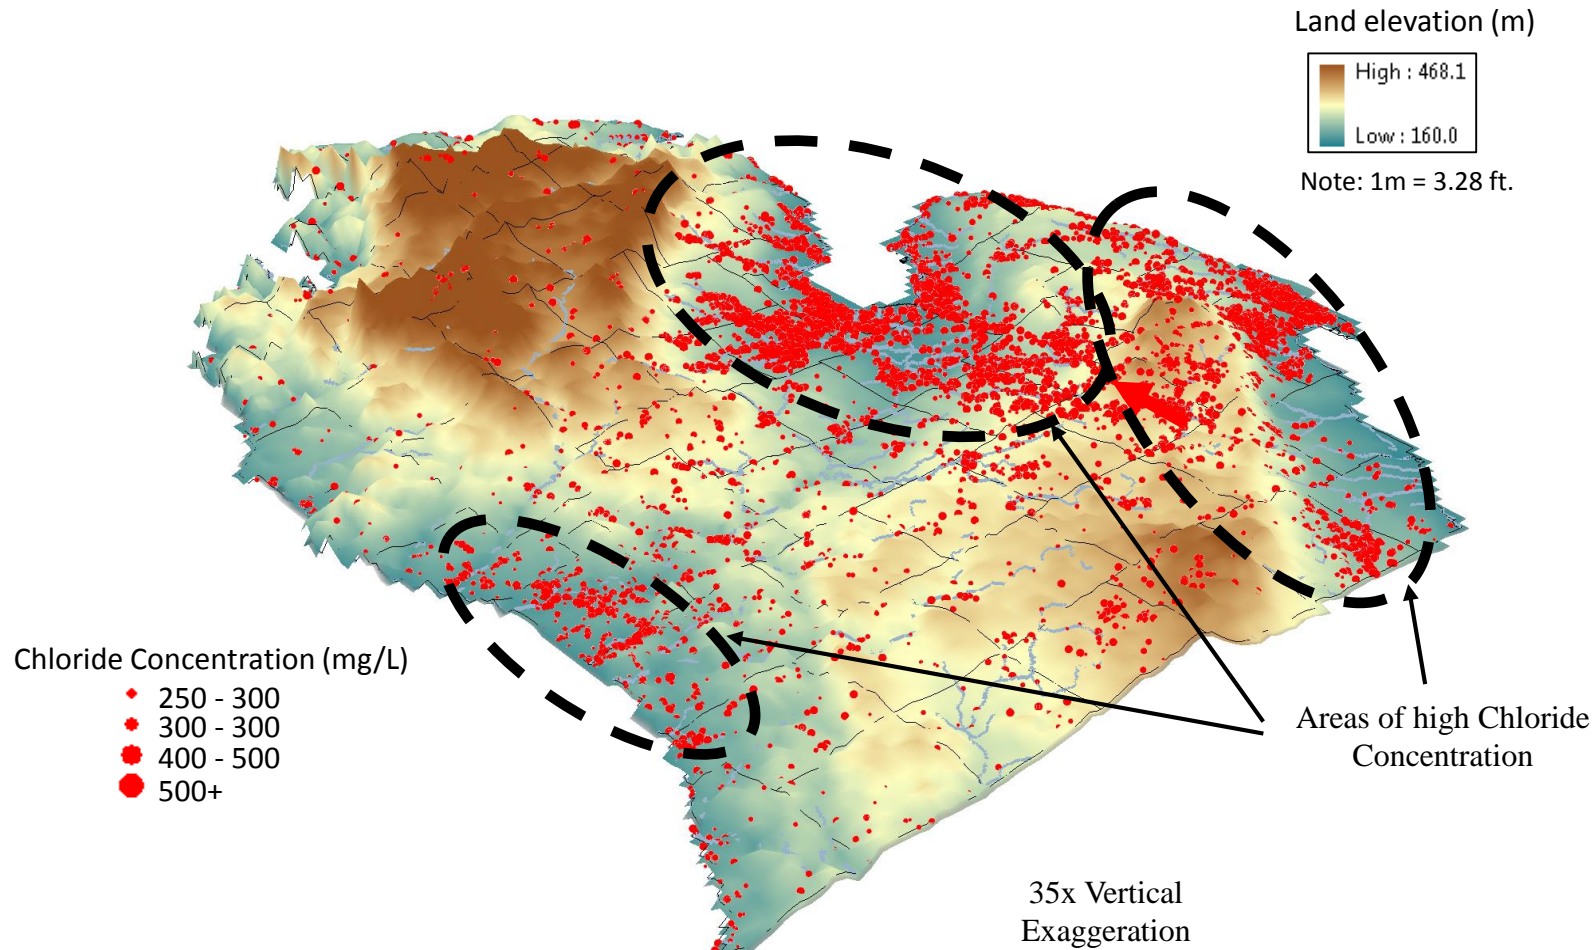 Land elevation (m)
High : 468.1
Low : 160.0
Note: 1m = 3.28 ft.
Chloride Concentration (mg/L)
250 - 300
300 - 300
400 - 500
500+
Areas of high Chloride
Concentration
35x Vertical
Exaggeration